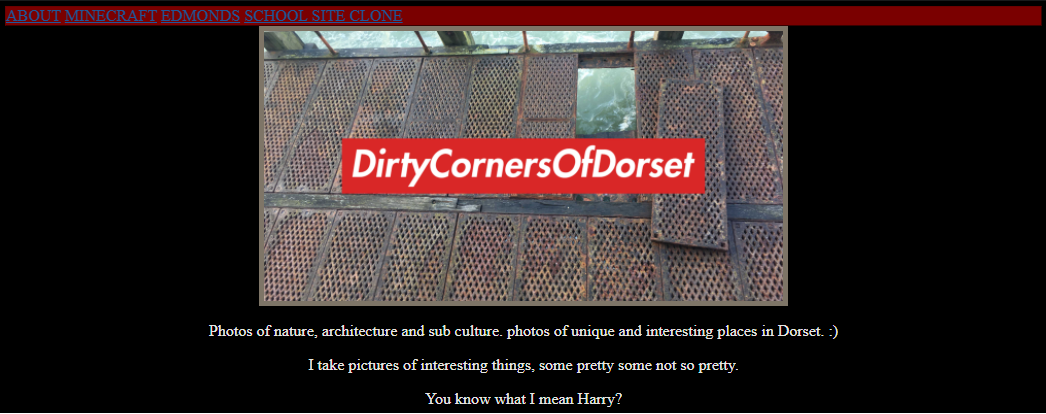 ABOUT MINECRAFT EDMONDS SCHOOL SITE CLONE
DirtyCornersOfDorset
Photos of nature, architecture and sub culture. photos of unique and interesting places in Dorset. :)
I take pictures of interesting things, some pretty some not so pretty.
You know what I mean Harry?